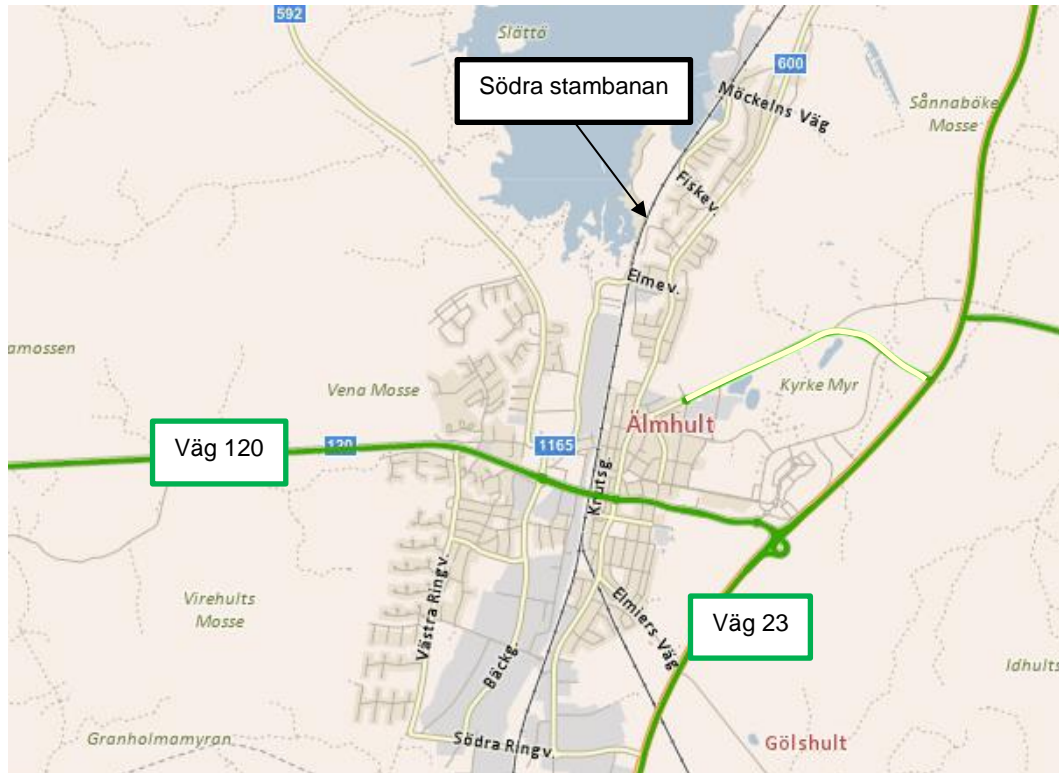 592
Slättö
600
Södra stambanan
Möckelns Väg
Sånnaböke
Mosse
Fiskev.
Elmev.
amossen
Vena Mosse
Kyrke Myr
Älmhult
Väg 120
120
1165
Knutsg.
Virehults
Mosse
Västra Ringv.
Bäckg.
Elmiers Väg
Väg 23
Idhults
Granholmamyran
Södra Ringv.
Gölshult